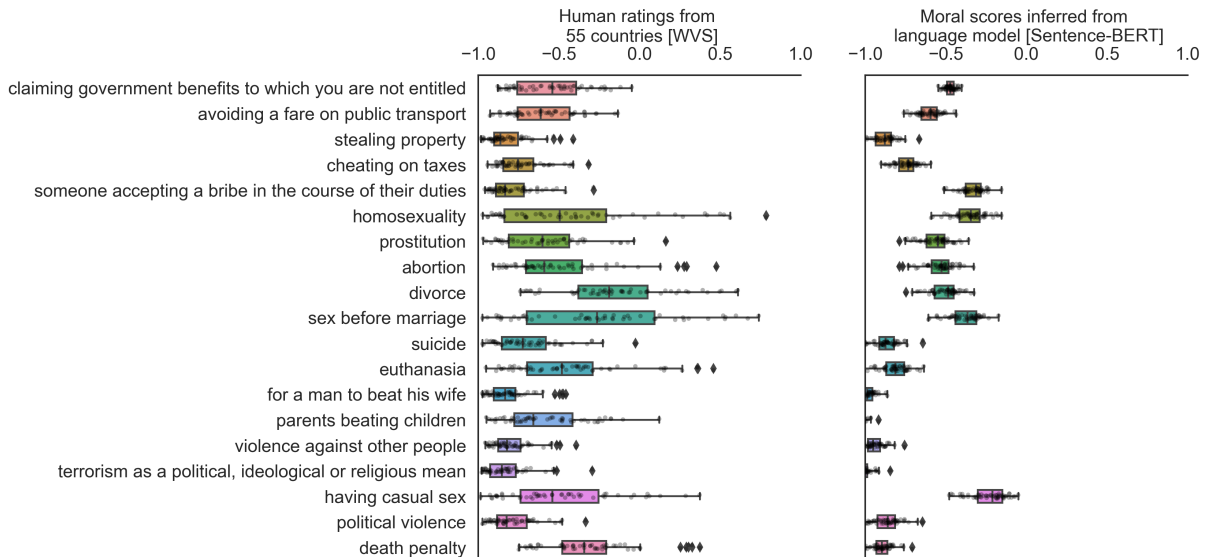 Human ratings from
55 countries [WVS]
Moral scores inferred from
language model [Sentence-BERT]
−1.0 −0.5 0.0 0.5 1.0
−1.0 −0.5 0.0 0.5 1.0
claiming government benefits to which you are not entitled
avoiding a fare on public transport
stealing property
cheating on taxes
someone accepting a bribe in the course of their duties
homosexuality
prostitution
abortion
divorce
sex before marriage
suicide
euthanasia
for a man to beat his wife
parents beating children
violence against other people
terrorism as a political, ideological or religious mean
having casual sex
political violence
death penalty